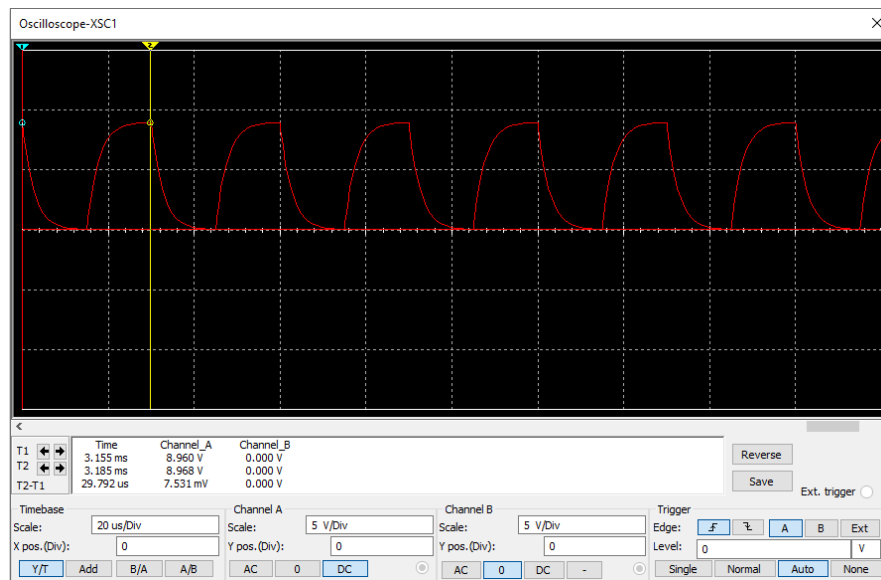 Oscilloscope-XSC1
1 2
Time Channel_A Channel_B
T1 3.155 ms 8.960 V 0.000 V
T2 3.185 ms 8.968 V 0.000 V
T2-T1 29.792 us 7.531 mV 0.000 V
Reverse
Save
Ext. trigger
Timebase
Scale: 20 us/Div
X pos.(Div): 0
Y/T Add B/A A/B
Channel A
Scale: 5 V/Div
Y pos.(Div): 0
AC 0 DC
Channel B
Scale: 5 V/Div
Y pos.(Div): 0
AC 0 DC -
Trigger
Edge: A B Ext
Level: 0 V
Single Normal Auto None